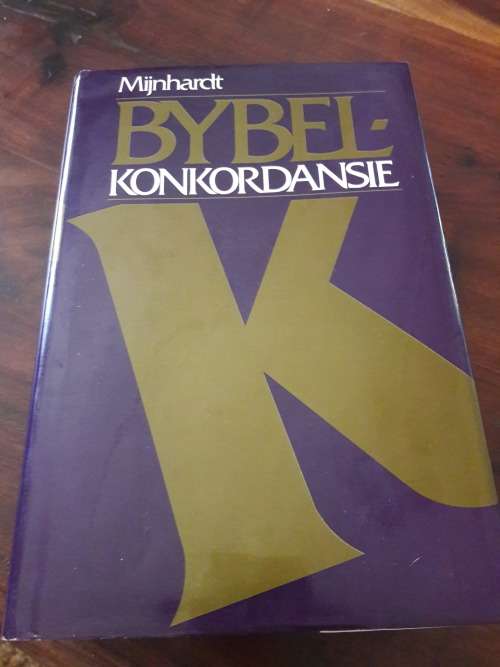 Mijnhardt
BYBEL-
KONKORDANSIE
K